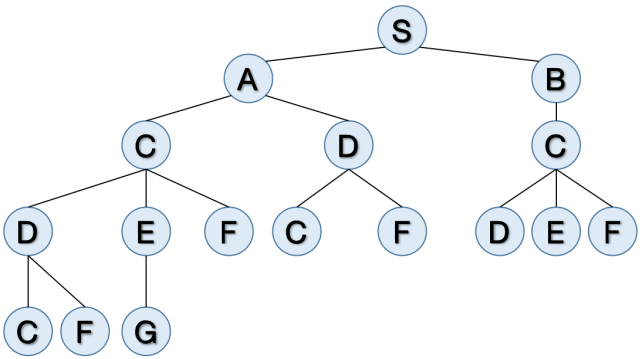 S
A B
C D C
D E F C F D E F
C F G